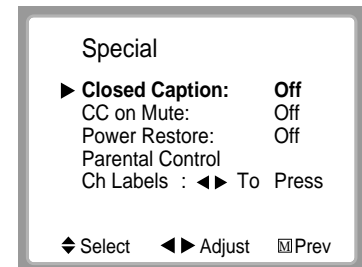 Special
▶ Closed Caption: Off
CC on Mute: Off
Power Restore: Off
Parental Control
Ch Labels : ◀▶ To Press
♦ Select ◀▶ Adjust M Prev